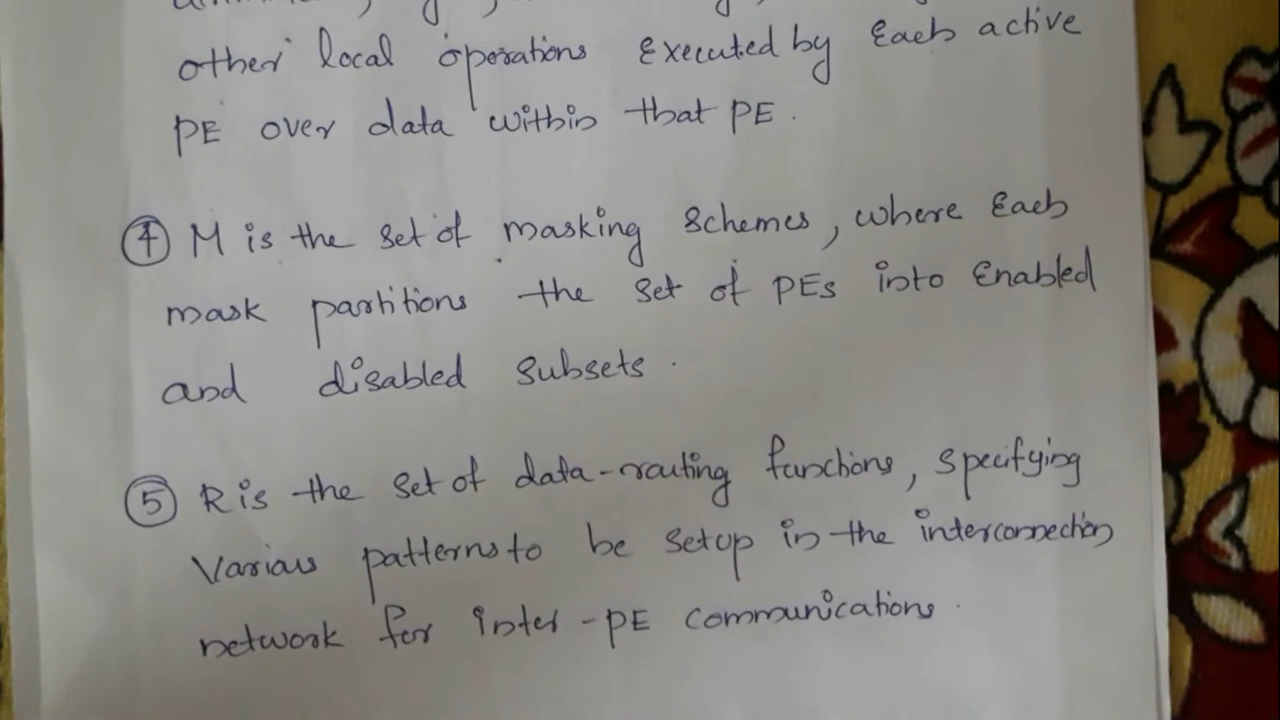 other local operations Executed by Each active
PE over data within that PE.
④ M is the set of masking schemes, where Each
mask partitions the set of PEs into Enabled
and disabled subsets.
⑤ R is the set of data-routing functions, specifying
Various patterns to be setup in the interconnection
network for inter-PE communications.